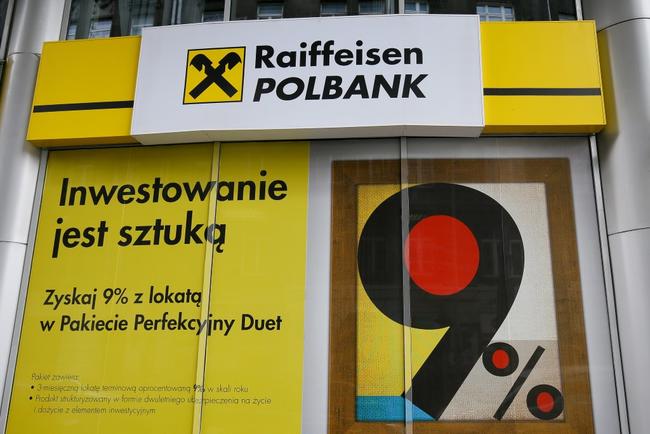 Raiffeisen
POLBANK
Inwestowanie
jest sztuką
Zyskaj 9% z lokatą
w Pakiecie Perfekcyjny Duet
Pakiet zawiera:
• 3-miesięczną lokatę terminową oprocentowaną 9% w skali roku
• Produkt strukturyzowany w formie dwuletniego ubezpieczenia na życie
i dożycie z elementem inwestycyjnym
9%